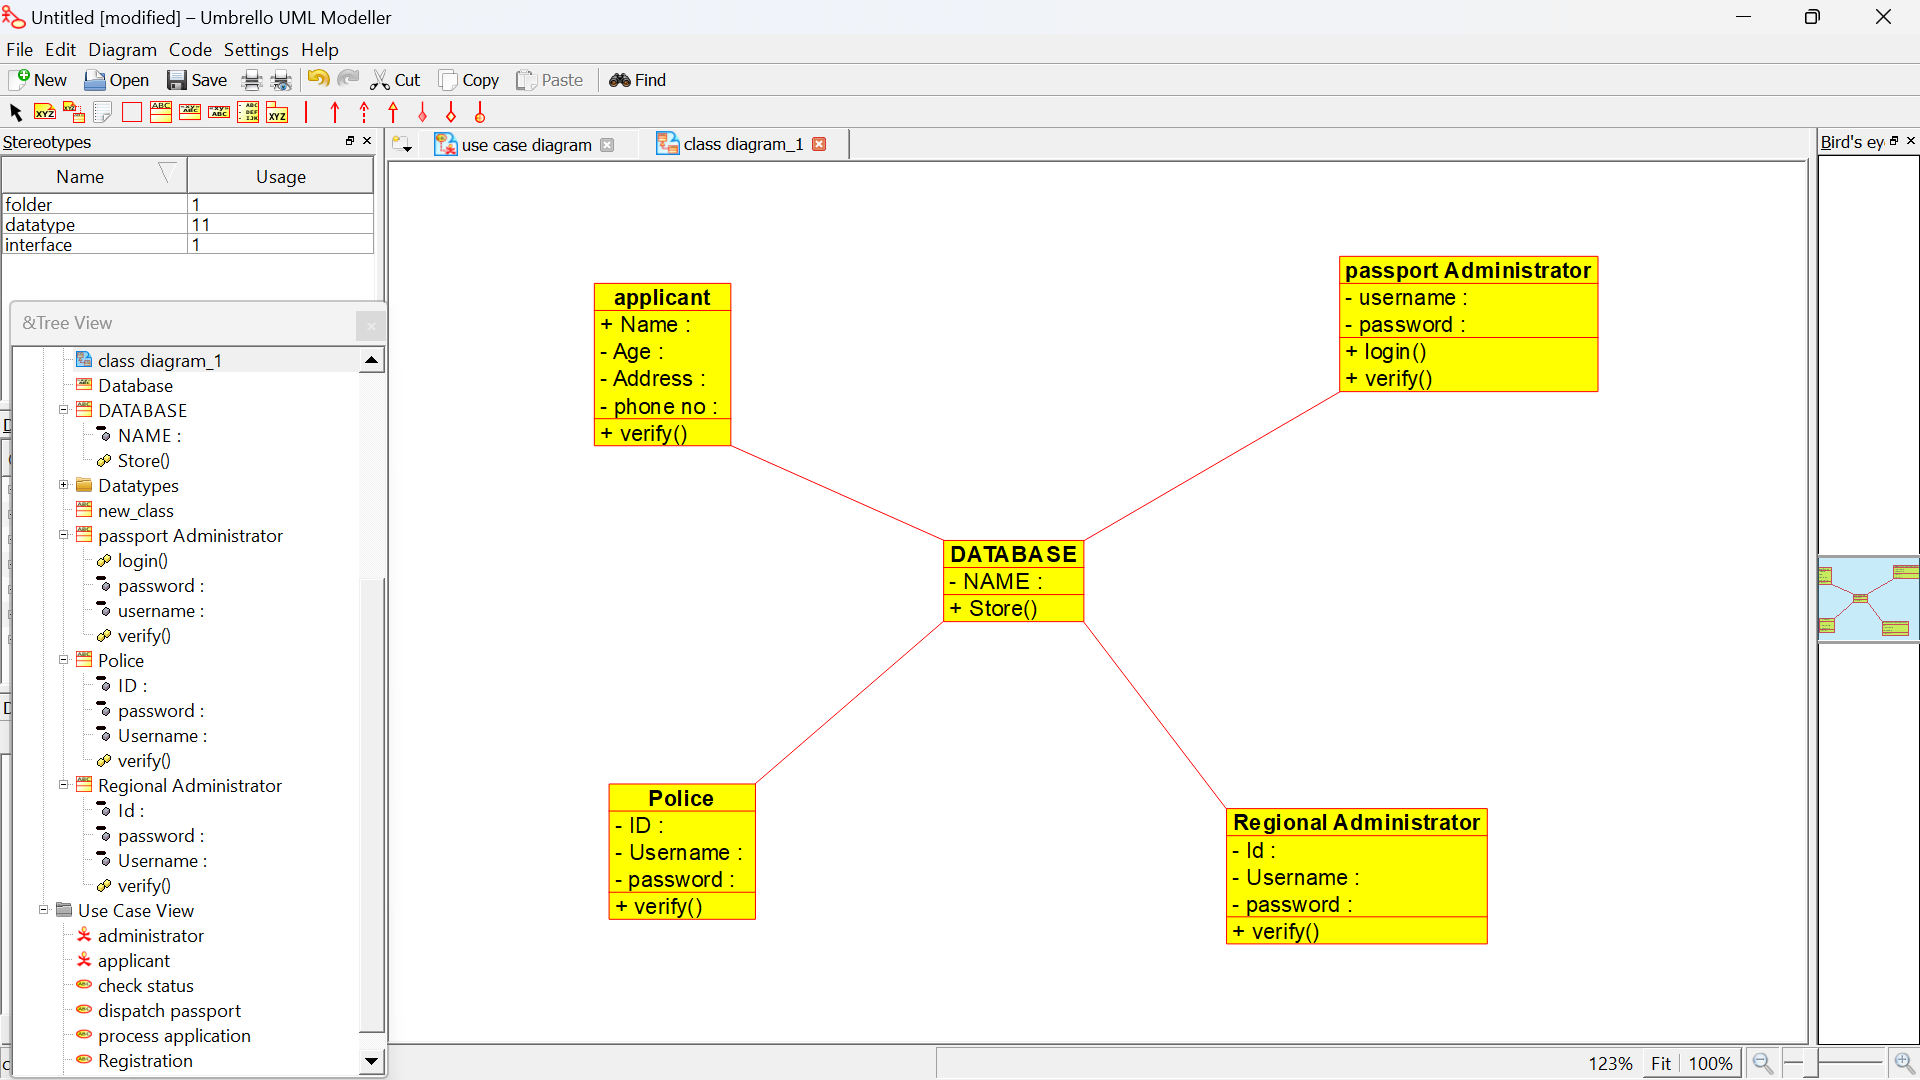 Untitled [modified] – Umbrello UML Modeller
File Edit Diagram Code Settings Help
New Open Save Cut Copy Paste Find
Stereotypes
use case diagram
class diagram_1
Bird's ey
Name Usage
folder 1
datatype 11
interface 1
&Tree View
class diagram_1
Database
DATABASE
NAME :
Store()
Datatypes
new_class
passport Administrator
login()
password :
username :
verify()
Police
ID :
password :
Username :
verify()
Regional Administrator
Id :
password :
Username :
verify()
Use Case View
administrator
applicant
check status
dispatch passport
process application
Registration
applicant
+ Name :
- Age :
- Address :
- phone no :
+ verify()
passport Administrator
- username :
- password :
+ login()
+ verify()
DATABASE
- NAME :
+ Store()
Police
- ID :
- Username :
- password :
+ verify()
Regional Administrator
- Id :
- Username :
- password :
+ verify()
123% Fit 100%